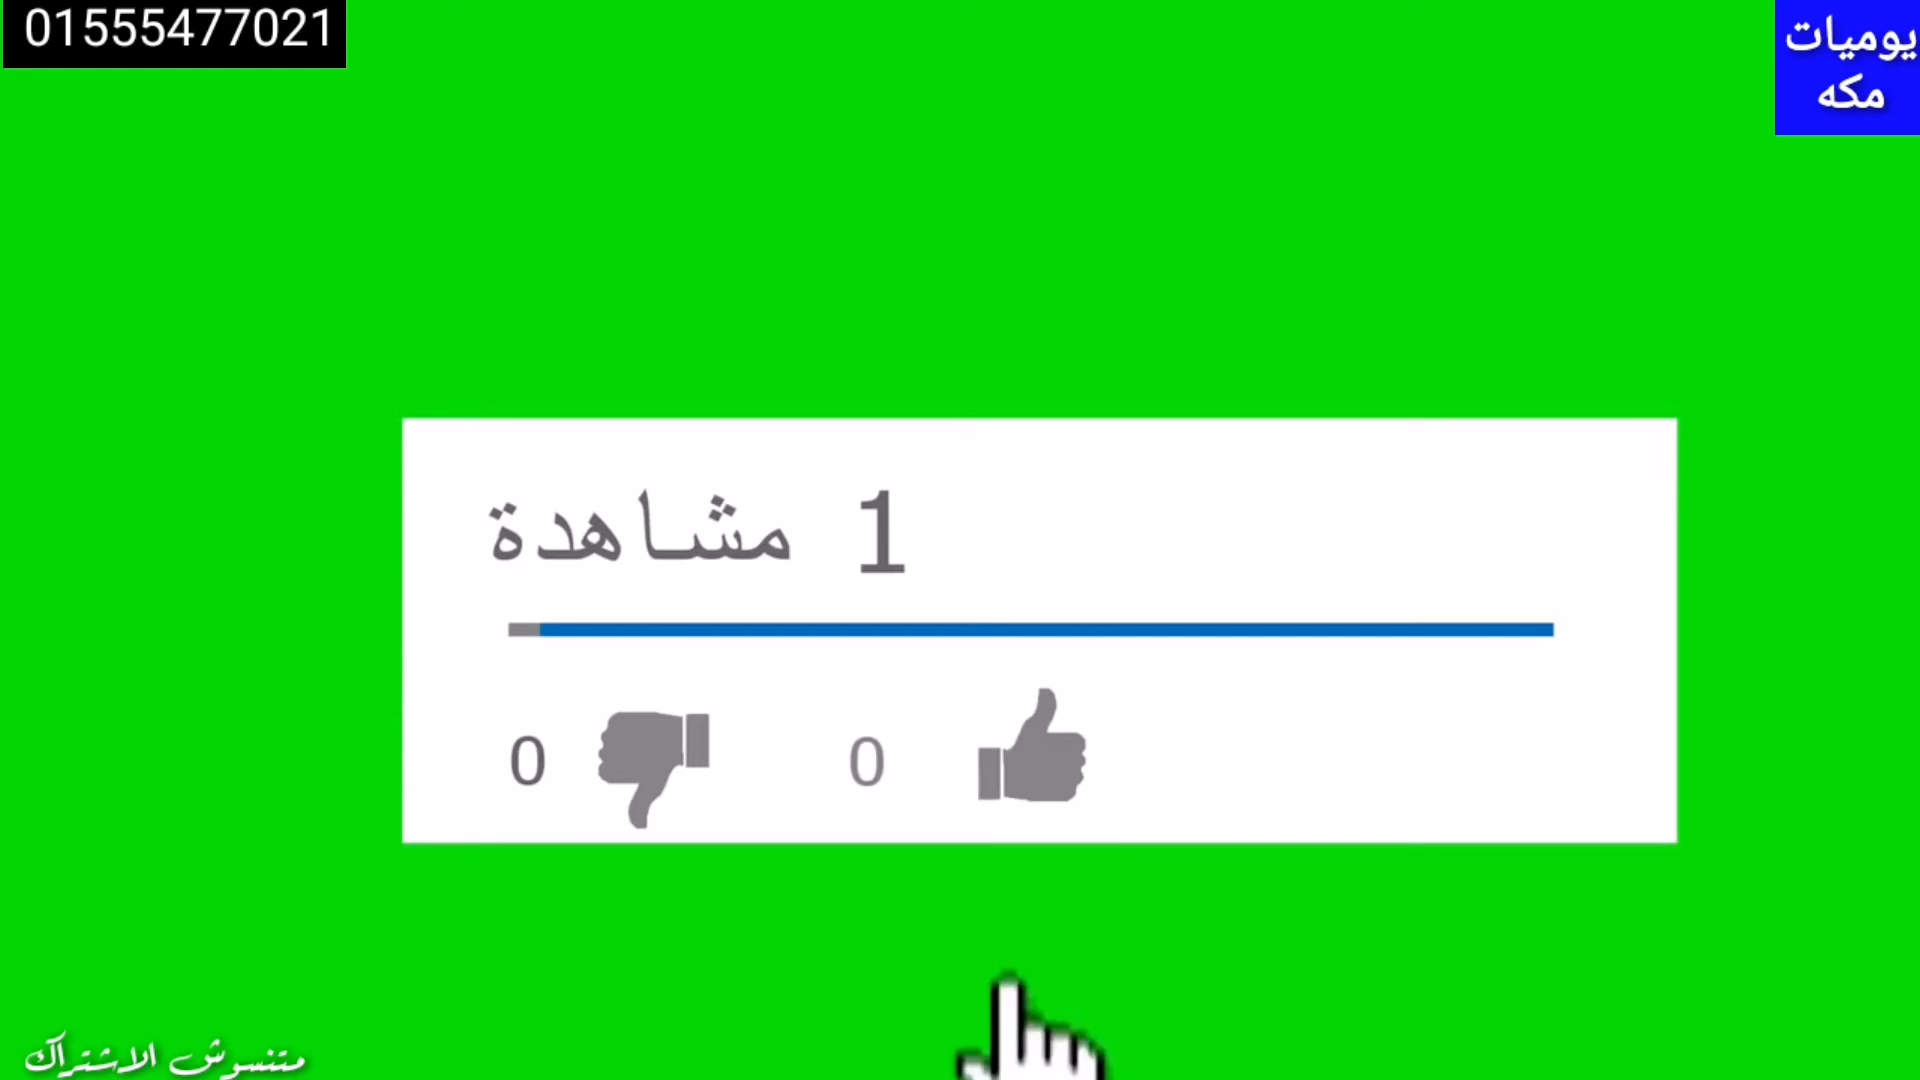 01555477021
يوميات
مكه
1 مشاهدة
0 0
متنسوش الاشتراك